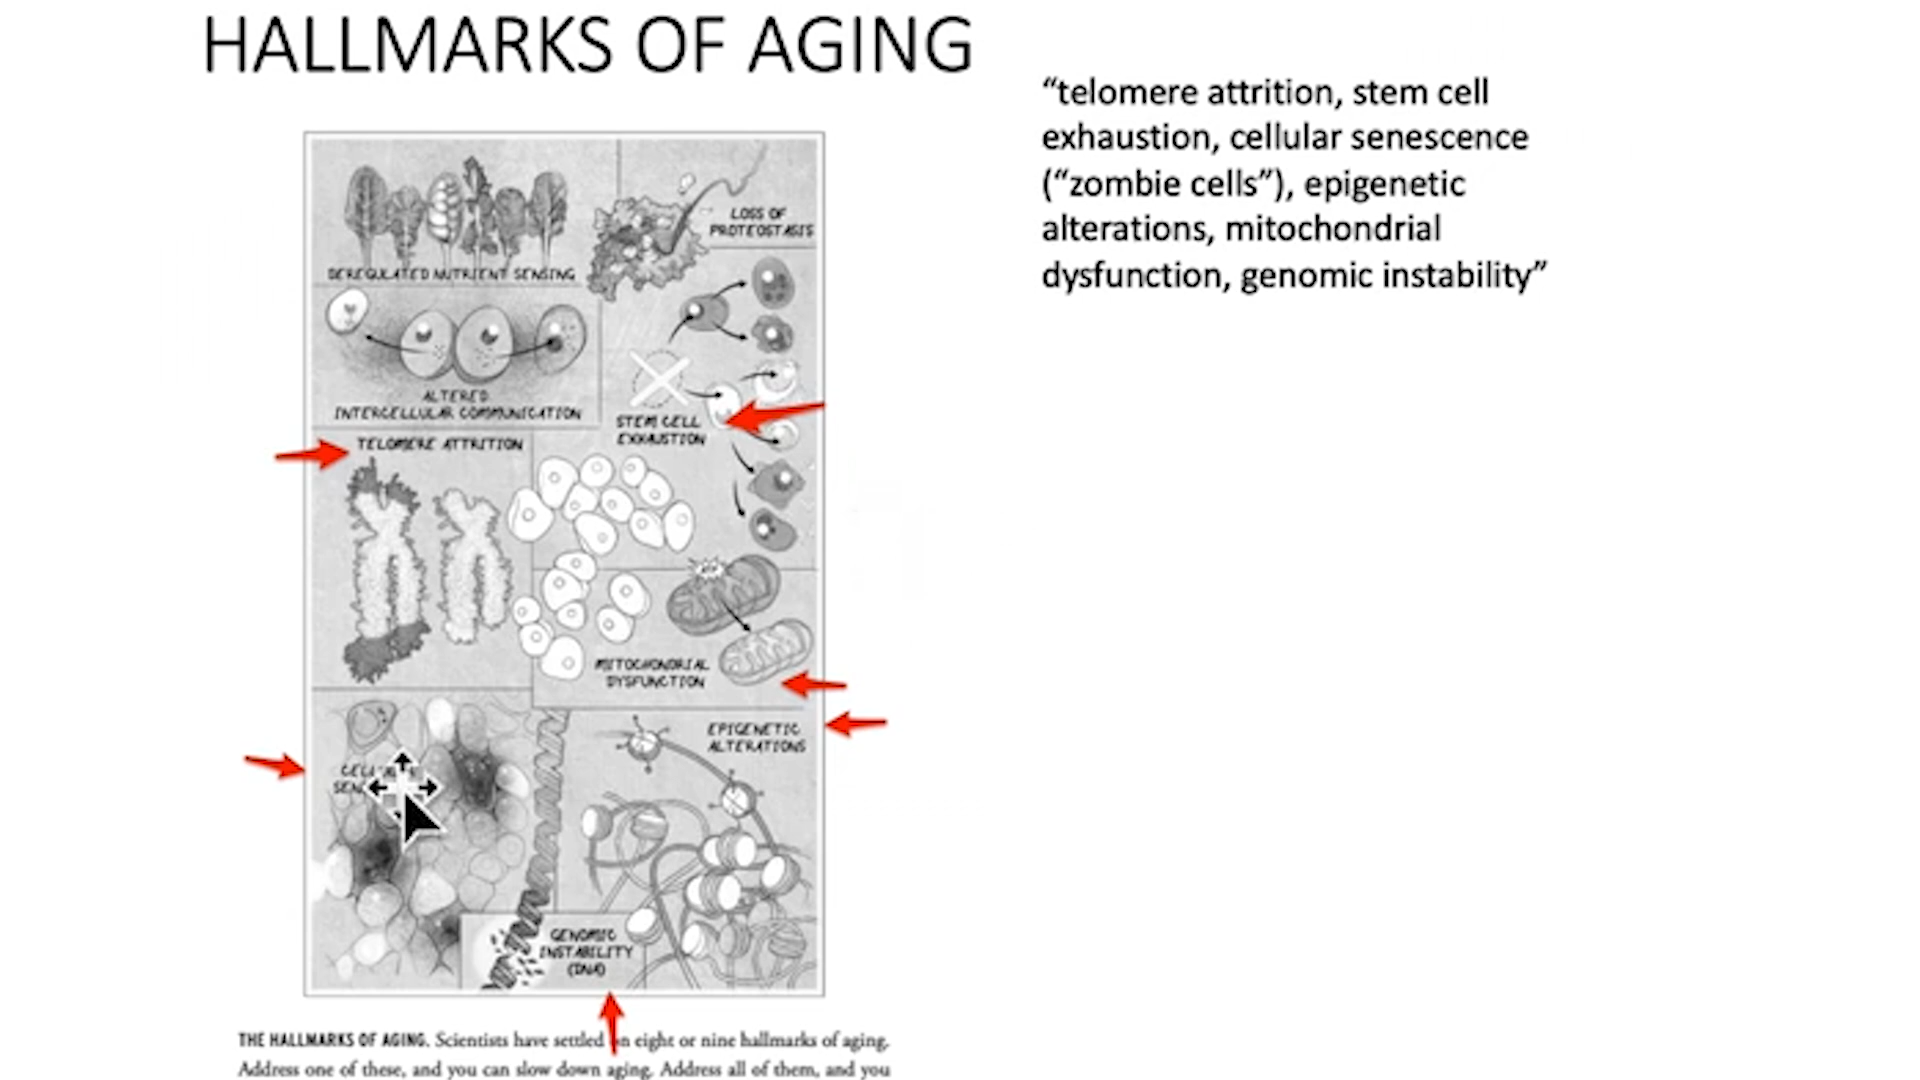 HALLMARKS OF AGING
“telomere attrition, stem cell
exhaustion, cellular senescence
(“zombie cells”), epigenetic
alterations, mitochondrial
dysfunction, genomic instability”
LOSS OF
PROTEOSTASIS
DEREGULATED NUTRIENT SENSING
ALTERED
INTERCELLULAR COMMUNICATION
STEM CELL
EXHAUSTION
TELOMERE ATTRITION
MITOCHONDRIAL
DYSFUNCTION
EPIGENETIC
ALTERATIONS
GENOMIC
INSTABILITY
(DNA)
THE HALLMARKS OF AGING. Scientists have settled eight or nine hallmarks of aging.
Address one of these, and you can slow down aging. Address all of them, and you